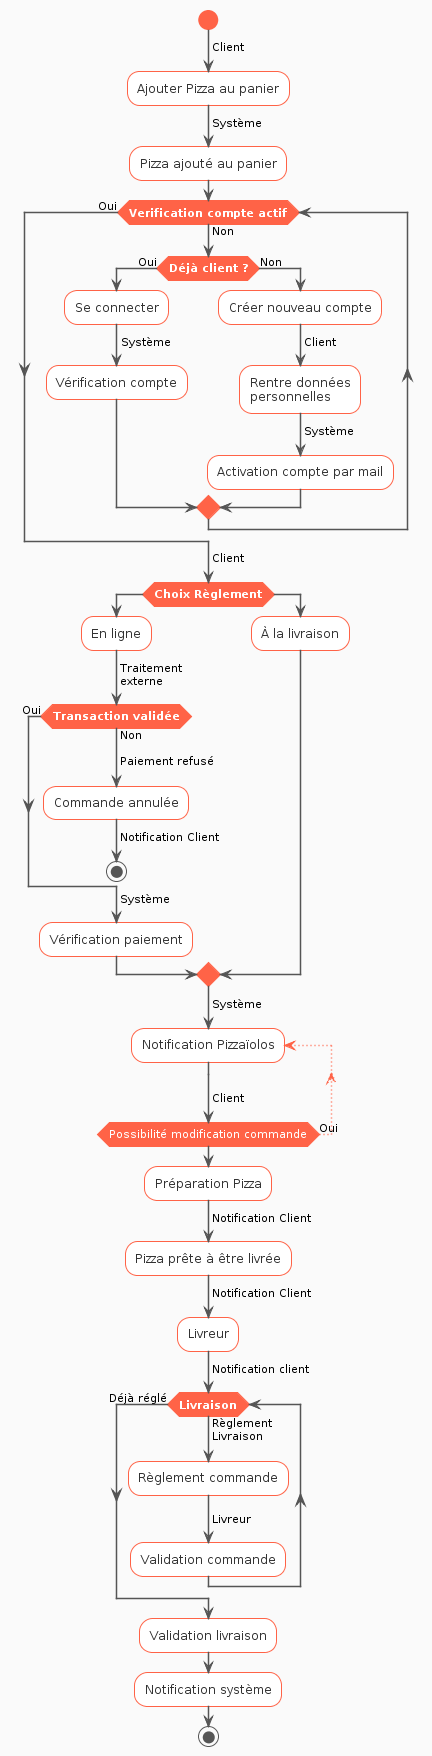 Client
Ajouter Pizza au panier
Système
Pizza ajouté au panier
Oui
Verification compte actif
Non
Oui
Déjà client ?
Non
Se connecter
Créer nouveau compte
Système
Client
Vérification compte
Rentre données
personnelles
Système
Activation compte par mail
Client
Choix Règlement
En ligne
À la livraison
Traitement
externe
Oui
Transaction validée
Non
Paiement refusé
Commande annulée
Notification Client
Système
Vérification paiement
Système
Notification Pizzaïolos
Client
Possibilité modification commande
Oui
Préparation Pizza
Notification Client
Pizza prête à être livrée
Notification Client
Livreur
Notification client
Déjà réglé
Livraison
Règlement
Livraison
Règlement commande
Livreur
Validation commande
Validation livraison
Notification système